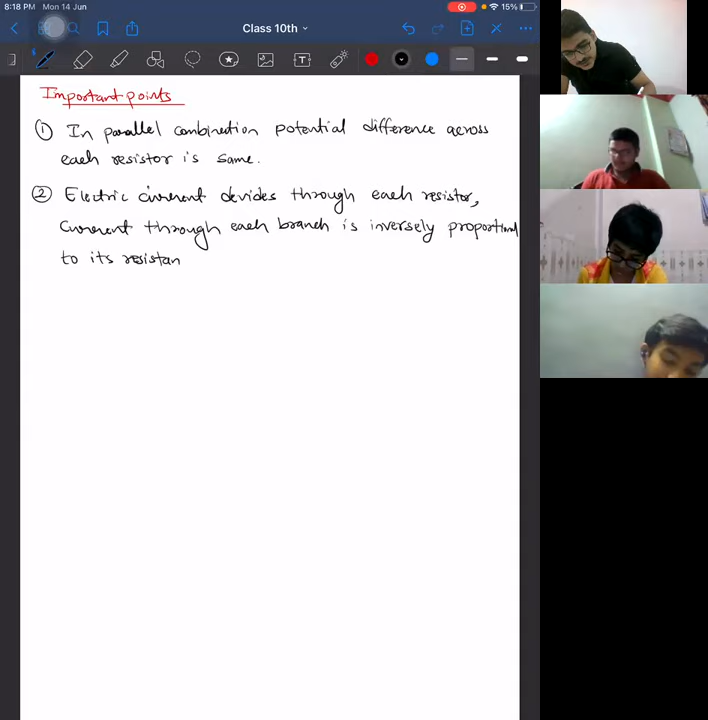 8:18 PM Mon 14 Jun
15%
Class 10th
Important points
① In parallel combination potential difference across
each resistor is same.
② Electric current devides through each resistor,
Current through each branch is inversely proportional
to its resistan